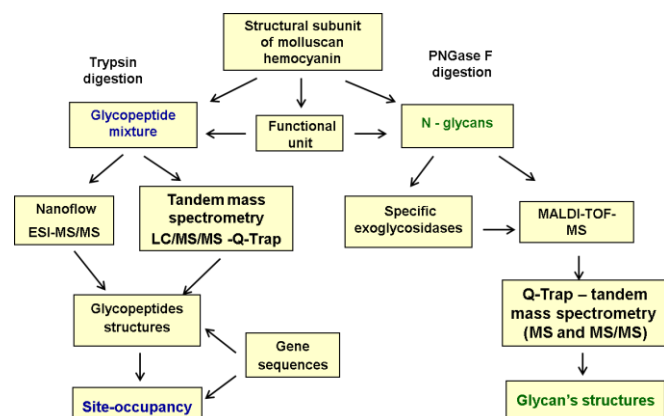 Structural subunit
of molluscan
hemocyanin
Trypsin
digestion
PNGase F
digestion
Glycopeptide
mixture
Functional
unit
N - glycans
Nanoflow
ESI-MS/MS
Tandem mass
spectrometry
LC/MS/MS -Q-Trap
Specific
exoglycosidases
MALDI-TOF-
MS
Glycopeptides
structures
Q-Trap – tandem
mass spectrometry
(MS and MS/MS)
Gene
sequences
Site-occupancy
Glycan's structures